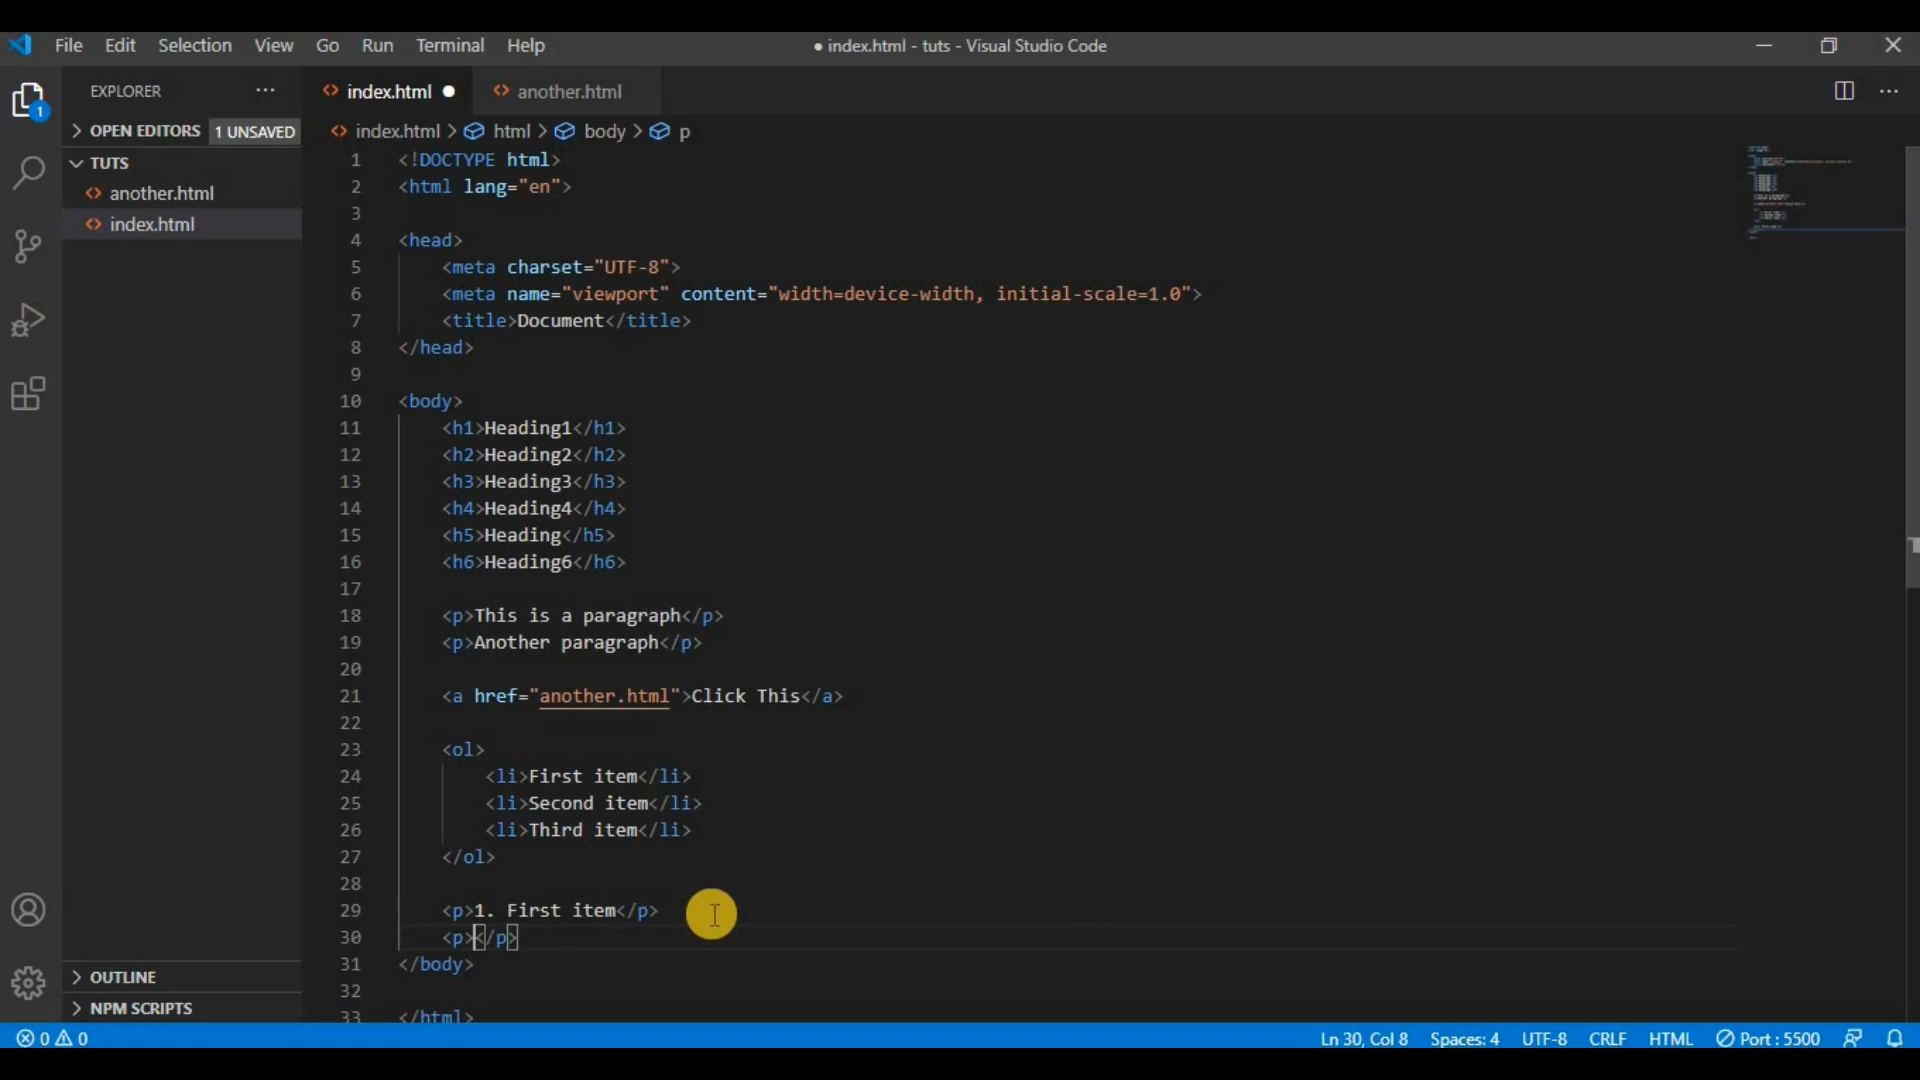 File Edit Selection View Go Run Terminal Help
● index.html - tuts - Visual Studio Code
EXPLORER ···
index.html ●
another.html
···
1
OPEN EDITORS 1 UNSAVED
index.html > html > body > p
TUTS
another.html
index.html
1 <!DOCTYPE html>
2 <html lang="en">
3
4 <head>
5 <meta charset="UTF-8">
6 <meta name="viewport" content="width=device-width, initial-scale=1.0">
7 <title>Document</title>
8 </head>
9
10 <body>
11 <h1>Heading1</h1>
12 <h2>Heading2</h2>
13 <h3>Heading3</h3>
14 <h4>Heading4</h4>
15 <h5>Heading</h5>
16 <h6>Heading6</h6>
17
18 <p>This is a paragraph</p>
19 <p>Another paragraph</p>
20
21 <a href="another.html">Click This</a>
22
23 <ol>
24 <li>First item</li>
25 <li>Second item</li>
26 <li>Third item</li>
27 </ol>
28
29 <p>1. First item</p>
30 <p></p>
31 </body>
32
33 </html>
OUTLINE
NPM SCRIPTS
0 0
Ln 30, Col 8 Spaces: 4 UTF-8 CRLF HTML Port : 5500